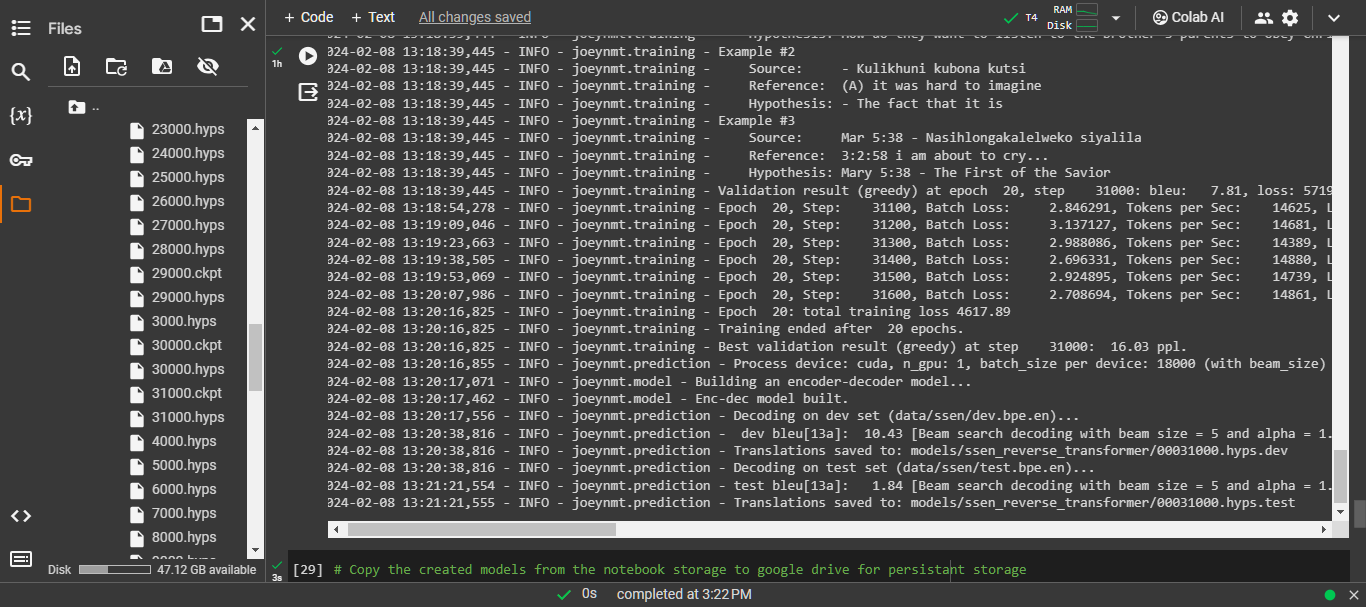 Files
23000.hyps
24000.hyps
25000.hyps
26000.hyps
27000.hyps
28000.hyps
29000.ckpt
29000.hyps
3000.hyps
30000.ckpt
30000.hyps
31000.ckpt
31000.hyps
4000.hyps
5000.hyps
6000.hyps
7000.hyps
8000.hyps
Disk 47.12 GB available
+ Code + Text All changes saved
T4 RAM Disk Colab AI
1h
024-02-08 13:18:39,445 - INFO - joeynmt.training - Example #2
024-02-08 13:18:39,445 - INFO - joeynmt.training - Source: - Kulikhuni kubona kutsi
024-02-08 13:18:39,445 - INFO - joeynmt.training - Reference: (A) it was hard to imagine
024-02-08 13:18:39,445 - INFO - joeynmt.training - Hypothesis: - The fact that it is
024-02-08 13:18:39,445 - INFO - joeynmt.training - Example #3
024-02-08 13:18:39,445 - INFO - joeynmt.training - Source: Mar 5:38 - Nasihlongakalelweko siyalila
024-02-08 13:18:39,445 - INFO - joeynmt.training - Reference: 3:2:58 i am about to cry...
024-02-08 13:18:39,445 - INFO - joeynmt.training - Hypothesis: Mary 5:38 - The First of the Savior
024-02-08 13:18:39,445 - INFO - joeynmt.training - Validation result (greedy) at epoch 20, step 31000: bleu: 7.81, loss: 5719
024-02-08 13:18:54,278 - INFO - joeynmt.training - Epoch 20, Step: 31100, Batch Loss: 2.846291, Tokens per Sec: 14625, L
024-02-08 13:19:09,046 - INFO - joeynmt.training - Epoch 20, Step: 31200, Batch Loss: 3.137127, Tokens per Sec: 14681, L
024-02-08 13:19:23,663 - INFO - joeynmt.training - Epoch 20, Step: 31300, Batch Loss: 2.988086, Tokens per Sec: 14389, L
024-02-08 13:19:38,505 - INFO - joeynmt.training - Epoch 20, Step: 31400, Batch Loss: 2.696331, Tokens per Sec: 14880, L
024-02-08 13:19:53,069 - INFO - joeynmt.training - Epoch 20, Step: 31500, Batch Loss: 2.924895, Tokens per Sec: 14739, L
024-02-08 13:20:07,986 - INFO - joeynmt.training - Epoch 20, Step: 31600, Batch Loss: 2.708694, Tokens per Sec: 14861, L
024-02-08 13:20:16,825 - INFO - joeynmt.training - Epoch 20: total training loss 4617.89
024-02-08 13:20:16,825 - INFO - joeynmt.training - Training ended after 20 epochs.
024-02-08 13:20:16,825 - INFO - joeynmt.training - Best validation result (greedy) at step 31000: 16.03 ppl.
024-02-08 13:20:16,855 - INFO - joeynmt.prediction - Process device: cuda, n_gpu: 1, batch_size per device: 18000 (with beam_size)
024-02-08 13:20:17,071 - INFO - joeynmt.model - Building an encoder-decoder model...
024-02-08 13:20:17,462 - INFO - joeynmt.model - Enc-dec model built.
024-02-08 13:20:17,556 - INFO - joeynmt.prediction - Decoding on dev set (data/ssen/dev.bpe.en)...
024-02-08 13:20:38,816 - INFO - joeynmt.prediction - dev bleu[13a]: 10.43 [Beam search decoding with beam size = 5 and alpha = 1.
024-02-08 13:20:38,816 - INFO - joeynmt.prediction - Translations saved to: models/ssen_reverse_transformer/00031000.hyps.dev
024-02-08 13:20:38,816 - INFO - joeynmt.prediction - Decoding on test set (data/ssen/test.bpe.en)...
024-02-08 13:21:21,554 - INFO - joeynmt.prediction - test bleu[13a]: 1.84 [Beam search decoding with beam size = 5 and alpha = 1.
024-02-08 13:21:21,555 - INFO - joeynmt.prediction - Translations saved to: models/ssen_reverse_transformer/00031000.hyps.test
3s
[29] # Copy the created models from the notebook storage to google drive for persistant storage
0s completed at 3:22 PM